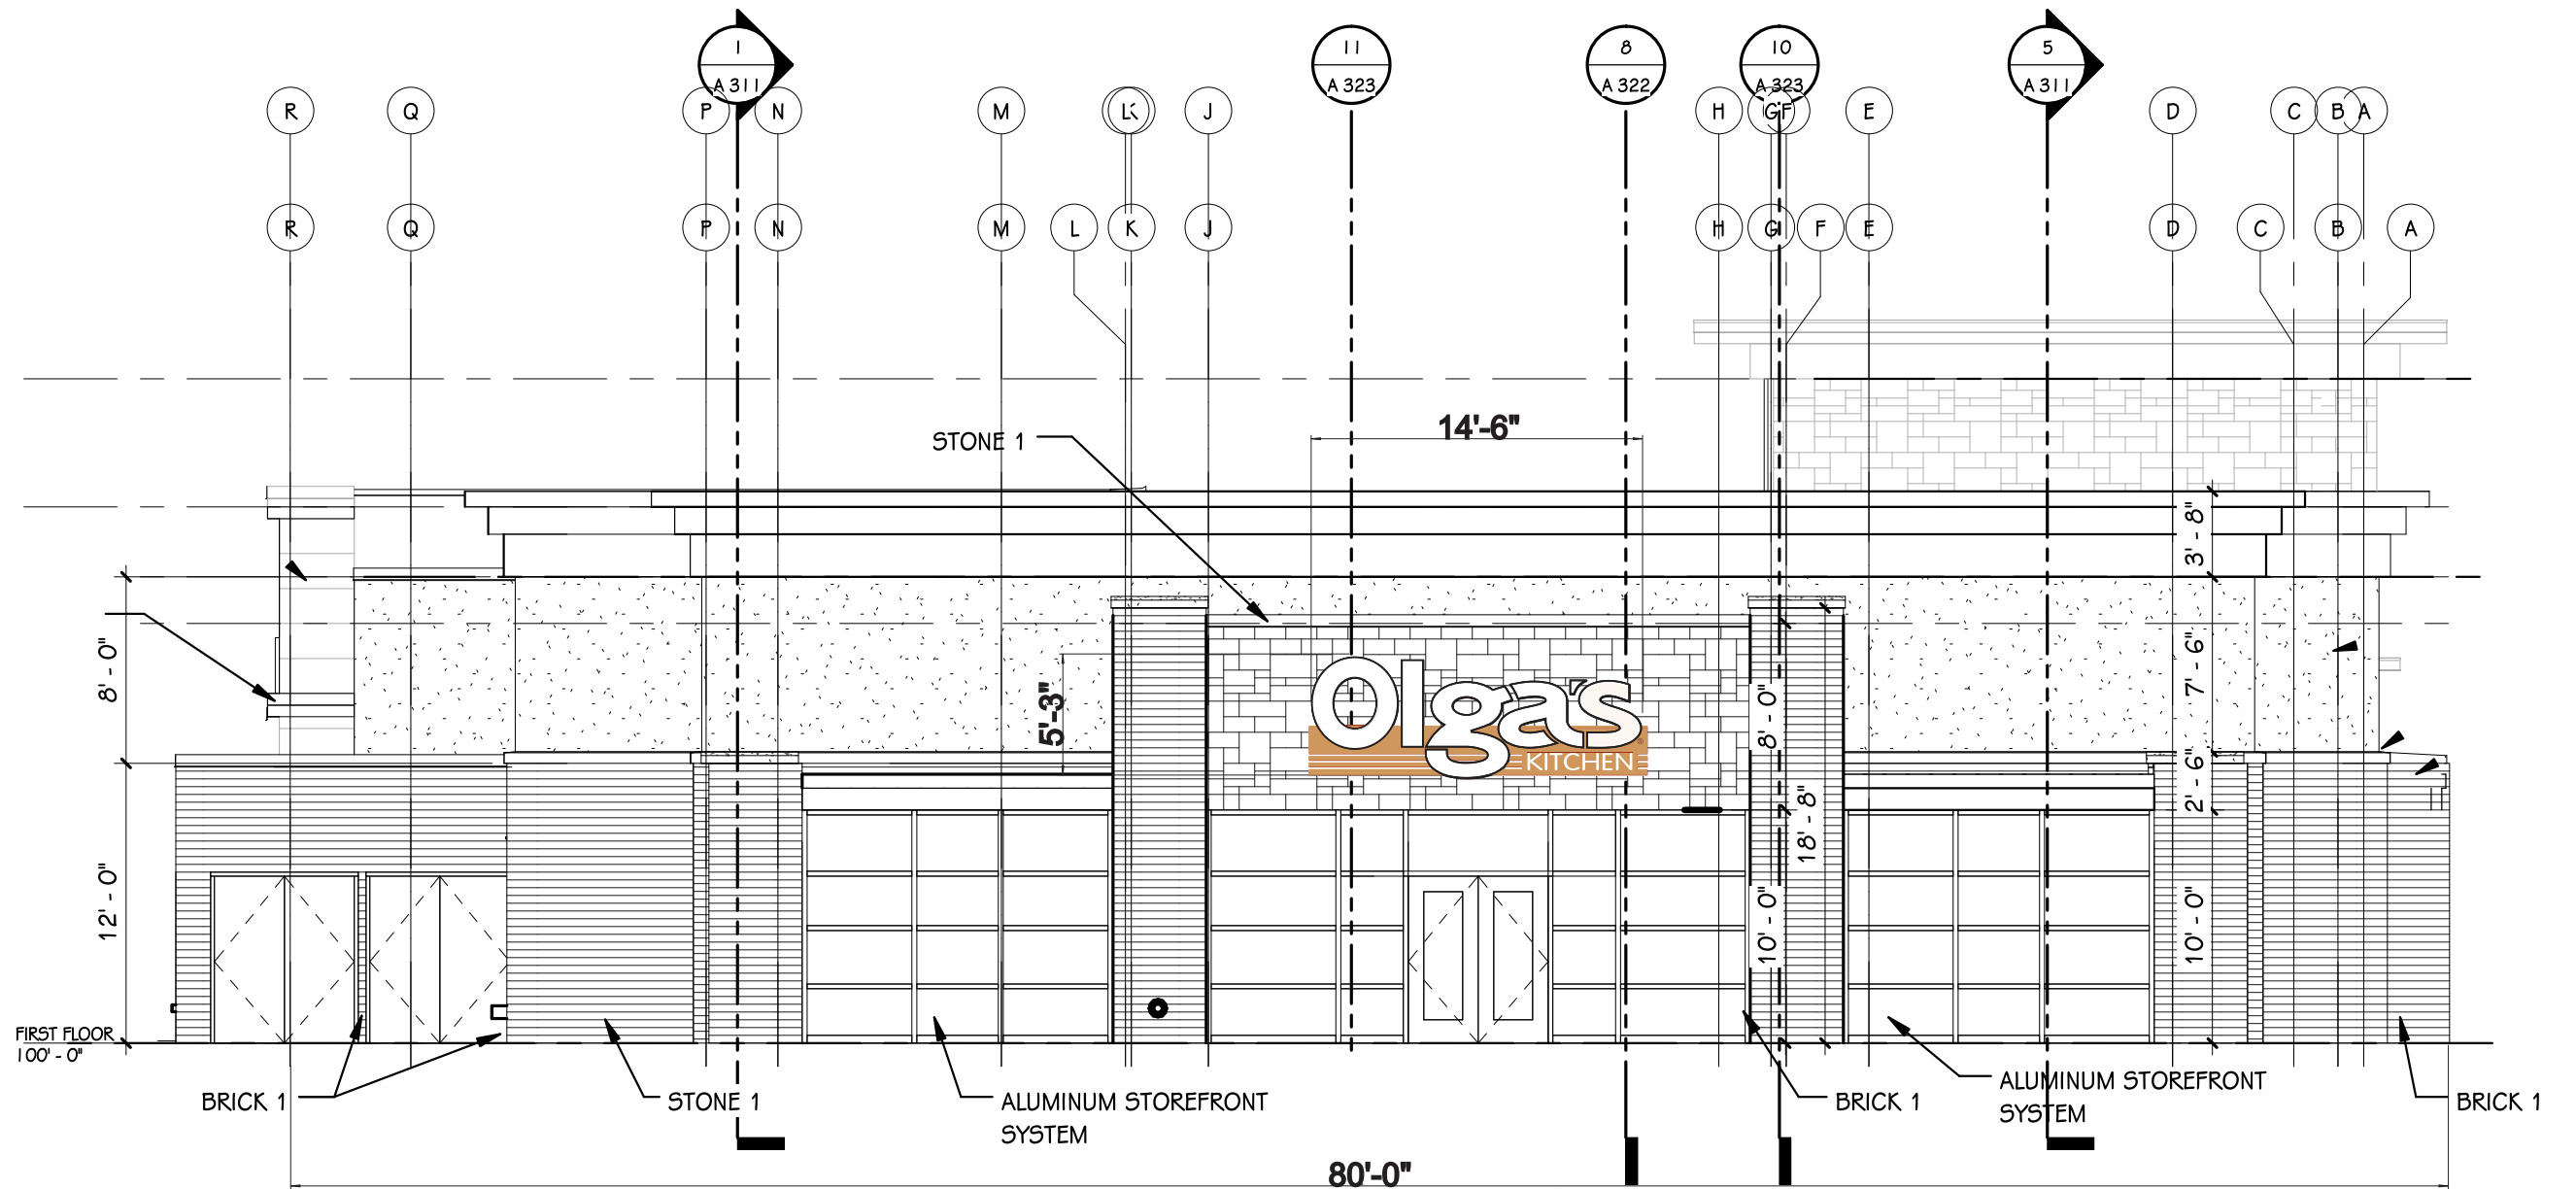 1
A 311
11
A 323
8
A 322
10
A 323
5
A 311
R
Q
P
N
M
L
K
J
H
G
F
E
D
C
B
A
R
Q
P
N
M
L
K
J
H
G
F
E
D
C
B
A
14'-6"
STONE 1
3' - 8"
8' - 0"
5'-3"
Olga's
KITCHEN
8' - 0"
7' - 6"
2' - 6"
18' - 8"
12' - 0"
10' - 0"
10' - 0"
FIRST FLOOR
100' - 0"
BRICK 1
STONE 1
ALUMINUM STOREFRONT
SYSTEM
BRICK 1
ALUMINUM STOREFRONT
SYSTEM
BRICK 1
80'-0"